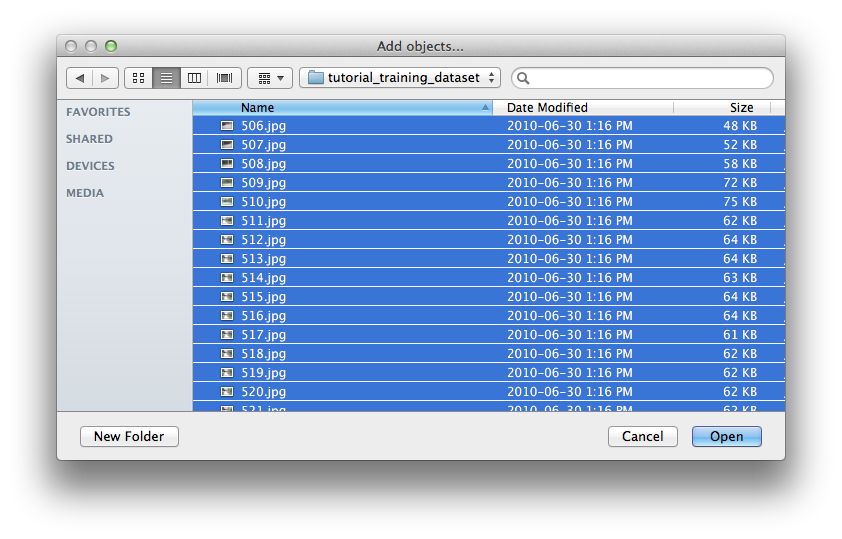 Add objects...
tutorial_training_dataset
FAVORITES
SHARED
DEVICES
MEDIA
Name Date Modified Size
506.jpg 2010-06-30 1:16 PM 48 KB
507.jpg 2010-06-30 1:16 PM 52 KB
508.jpg 2010-06-30 1:16 PM 58 KB
509.jpg 2010-06-30 1:16 PM 72 KB
510.jpg 2010-06-30 1:16 PM 75 KB
511.jpg 2010-06-30 1:16 PM 62 KB
512.jpg 2010-06-30 1:16 PM 64 KB
513.jpg 2010-06-30 1:16 PM 64 KB
514.jpg 2010-06-30 1:16 PM 63 KB
515.jpg 2010-06-30 1:16 PM 64 KB
516.jpg 2010-06-30 1:16 PM 64 KB
517.jpg 2010-06-30 1:16 PM 61 KB
518.jpg 2010-06-30 1:16 PM 62 KB
519.jpg 2010-06-30 1:16 PM 62 KB
520.jpg 2010-06-30 1:16 PM 62 KB
521.jpg 2010-06-30 1:16 PM 62 KB
New Folder Cancel Open